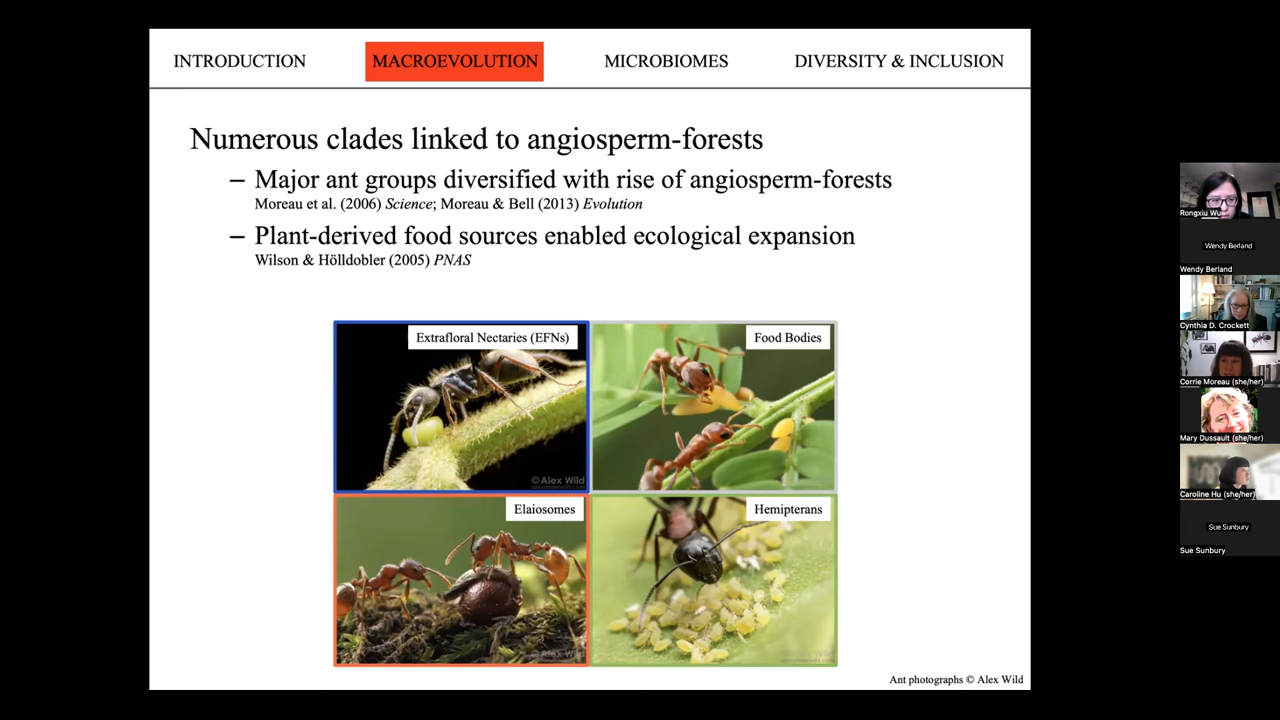 INTRODUCTION
MACROEVOLUTION
MICROBIOMES
DIVERSITY & INCLUSION
Numerous clades linked to angiosperm-forests
– Major ant groups diversified with rise of angiosperm-forests
Moreau et al. (2006) Science; Moreau & Bell (2013) Evolution
– Plant-derived food sources enabled ecological expansion
Wilson & Hölldobler (2005) PNAS
Extrafloral Nectaries (EFNs)
Food Bodies
©Alex Wild
Elaiosomes
Hemipterans
Ant photographs © Alex Wild
Rongxiu Wu
Wendy Berland
Wendy Berland
Cynthia D. Crockett
Corrie Moreau (she/her)
Mary Dussault (she/her)
Caroline Hu (she/her)
Sue Sunbury
Sue Sunbury